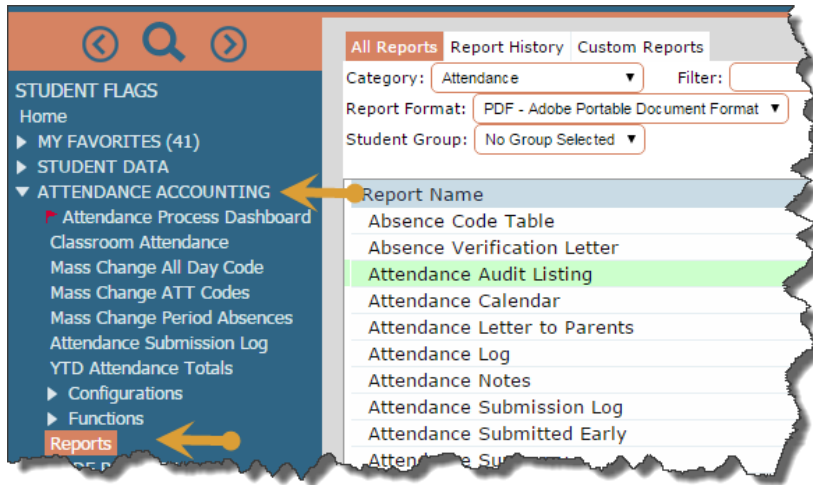 STUDENT FLAGS
Home
MY FAVORITES (41)
STUDENT DATA
ATTENDANCE ACCOUNTING
Attendance Process Dashboard
Classroom Attendance
Mass Change All Day Code
Mass Change ATT Codes
Mass Change Period Absences
Attendance Submission Log
YTD Attendance Totals
Configurations
Functions
Reports
All Reports Report History Custom Reports
Category: Attendance Filter:
Report Format: PDF - Adobe Portable Document Format
Student Group: No Group Selected
Report Name
Absence Code Table
Absence Verification Letter
Attendance Audit Listing
Attendance Calendar
Attendance Letter to Parents
Attendance Log
Attendance Notes
Attendance Submission Log
Attendance Submitted Early